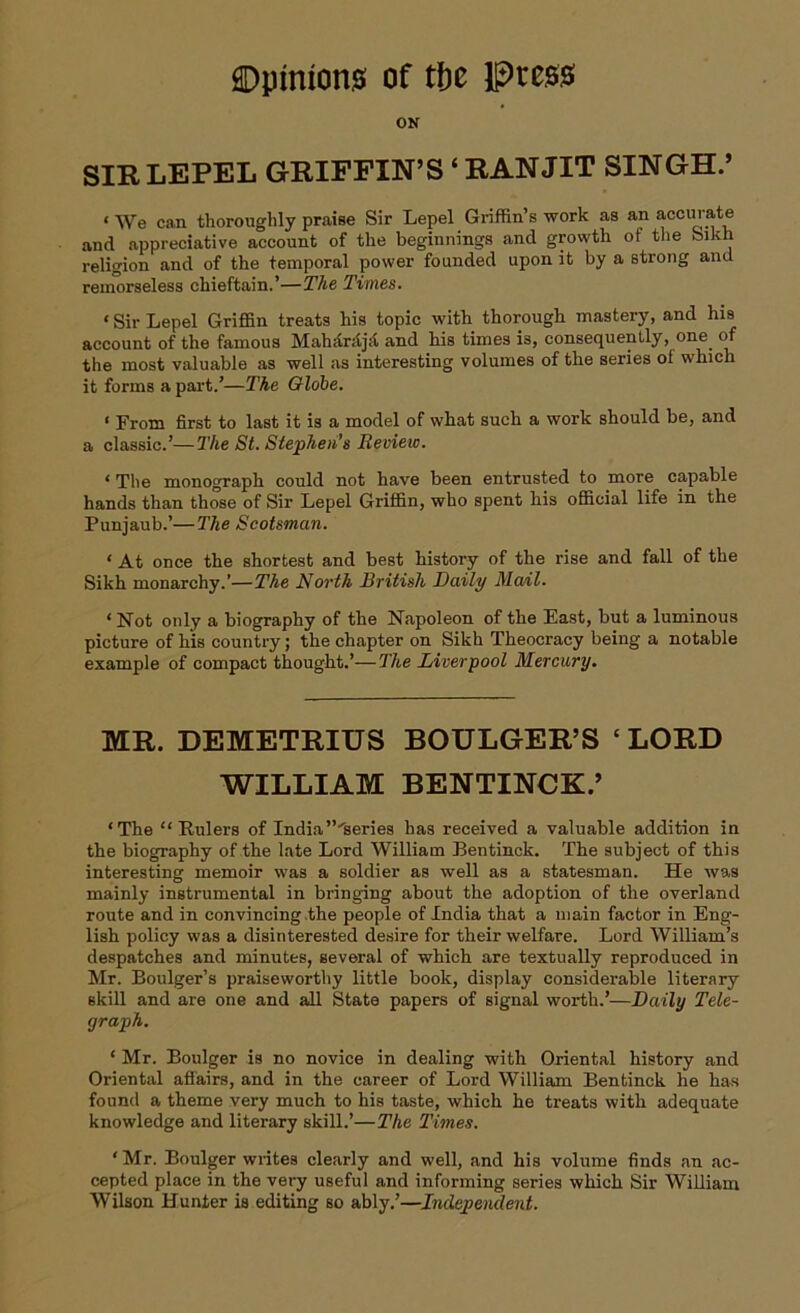 Opinions of the Press
ON
SIR LEPEL GRIFFIN’S ‘RANJIT SINGH.’
‘We can thoroughly praise Sir Lepel Griffin’s work as an accurate
and appreciative account of the beginnings and growth of the Sikh
religion and of the temporal power founded upon it by a strong and
remorseless chieftain.’—The Times.
‘Sir Lepel Griffin treats his topic with thorough mastery, and his
account of the famous Mahárájá and his times is, consequently, one of
the most valuable as well as interesting volumes of the series of which
it forms a part.’—The Globe.
‘From first to last it is a model of what such a work should be, and
a classic.’—The St. Stephen’s Review.
‘The monograph could not have been entrusted to more capable
hands than those of Sir Lepel Griffin, who spent his official life in the
Punjaub.’—The Scotsman.
‘At once the shortest and best history of the rise and fall of the
Sikh monarchy.’—The North British Daily Mail.
‘Not only a biography of the Napoleon of the East, but a luminous
picture of his country; the chapter on Sikh Theocracy being a notable
example of compact thought.’—The Liverpool Mercury.
MR. DEMETRIUS BOULGER’S ‘LORD
WILLIAM BENTINCK.’
‘The “Rulers of India” series has received a valuable addition in
the biography of the late Lord William Bentinck. The subject of this
interesting memoir was a soldier as well as a statesman. He was
mainly instrumental in bringing about the adoption of the overland
route and in convincing the people of India that a main factor in Eng-
lish policy was a disinterested desire for their welfare. Lord William’s
despatches and minutes, several of which are textually reproduced in
Mr. Boulger’s praiseworthy little book, display considerable literary
skill and are one and all State papers of signal worth.’—Daily Tele-
graph.
‘Mr. Boulger is no novice in dealing with Oriental history and
Oriental affairs, and in the career of Lord William Bentinck he has
found a theme very much to his taste, which he treats with adequate
knowledge and literary skill.’—The Times.
‘Mr. Boulger writes clearly and well, and his volume finds an ac-
cepted place in the very useful and informing series which Sir William
Wilson Hunter is editing so ably.’—Independent.